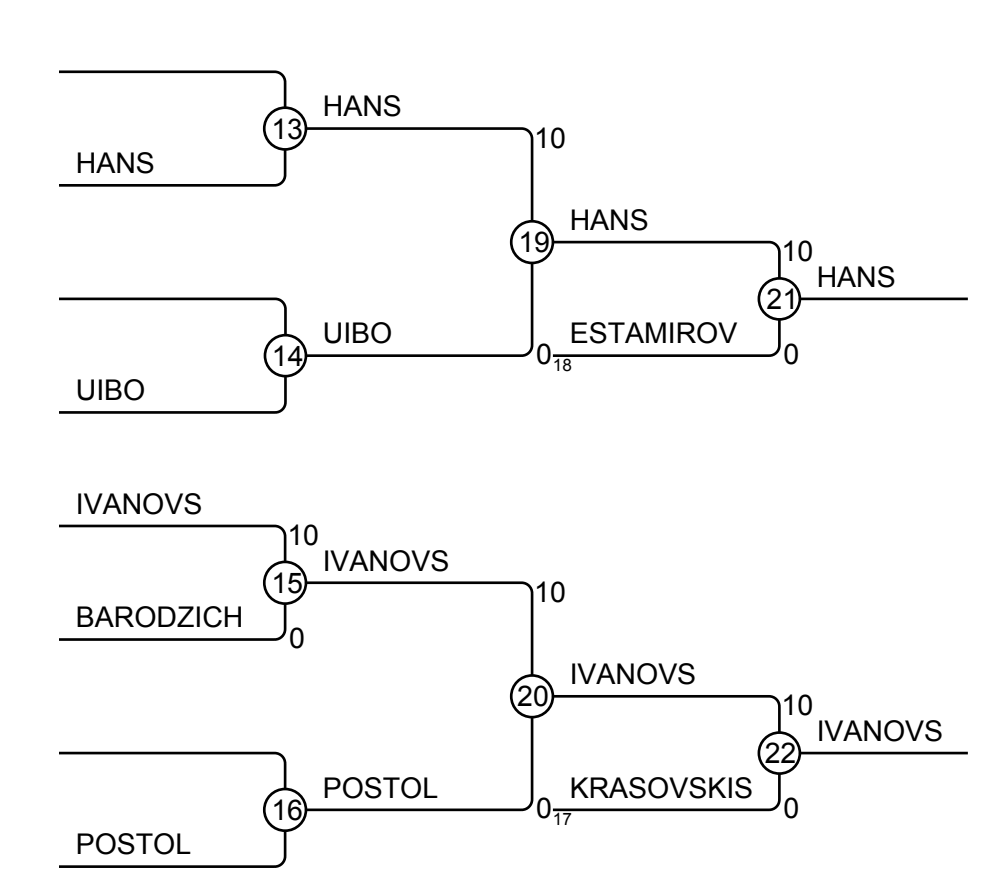 HANS
13
HANS
10
HANS
19
HANS
10
HANS
21
UIBO
ESTAMIROV
0
18
0
14
UIBO
IVANOVS
10
IVANOVS
15
10
BARODZICH
0
IVANOVS
20
10
IVANOVS
22
POSTOL
KRASOVSKIS
0
17
0
16
POSTOL